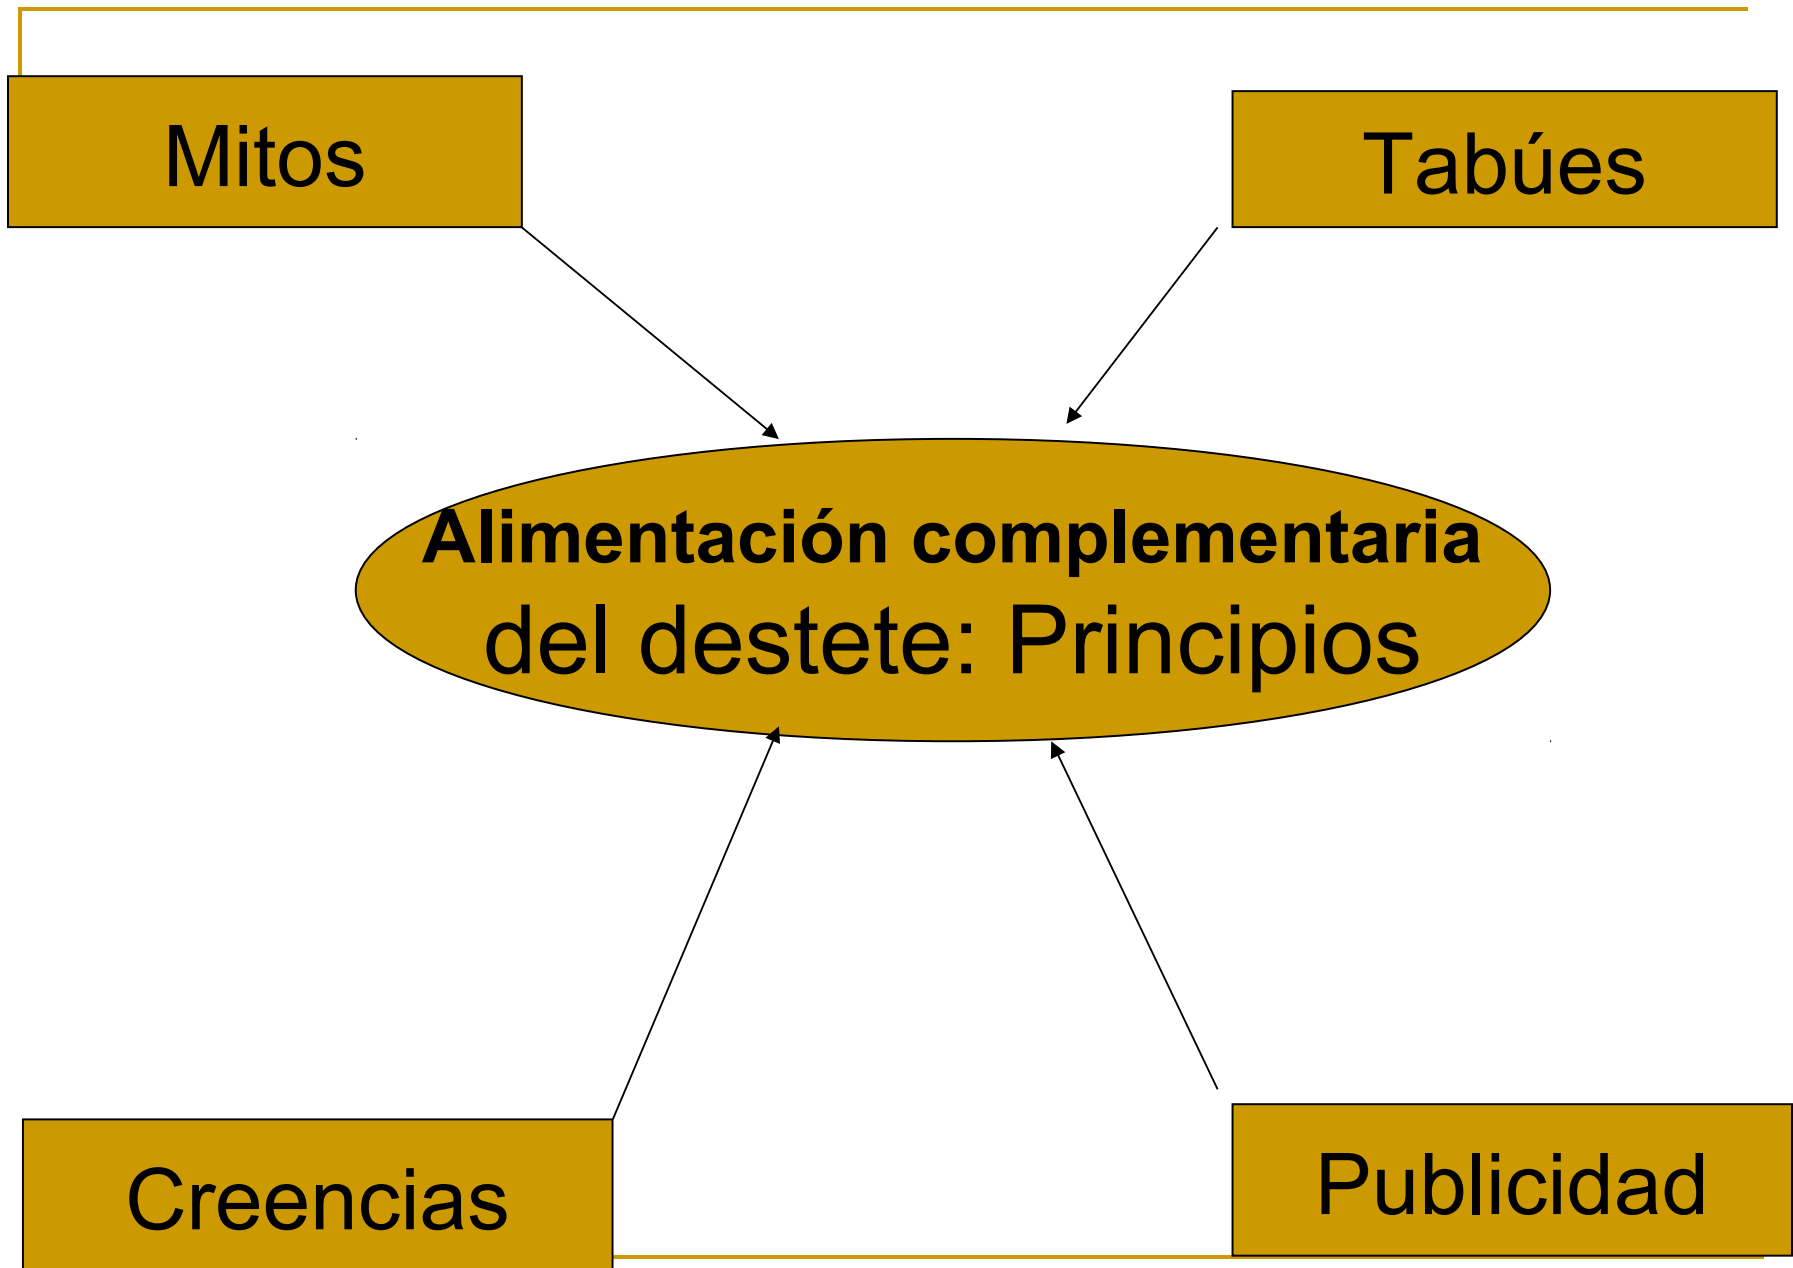 Mitos
Tabúes
Alimentación complementaria
del destete: Principios
Creencias
Publicidad